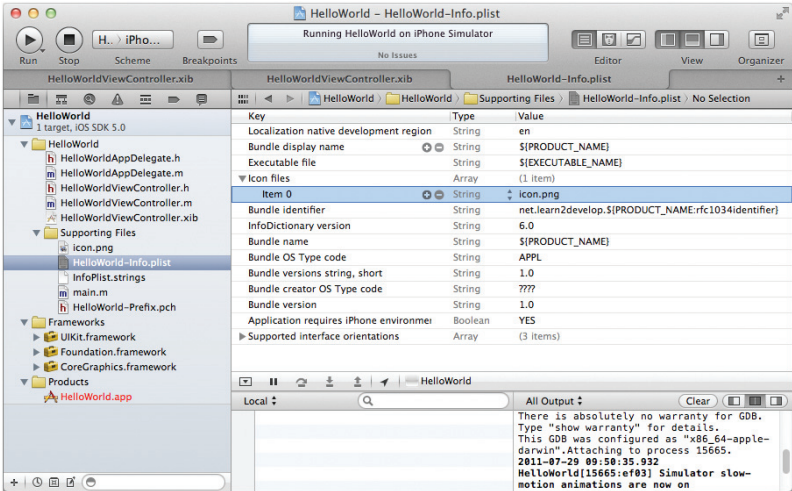 HelloWorld – HelloWorld-Info.plist
H.. › iPho...
Running HelloWorld on iPhone Simulator
No Issues
Run Stop Scheme Breakpoints Editor View Organizer
HelloWorldViewController.xib HelloWorldViewController.xib HelloWorld-Info.plist +
HelloWorld › HelloWorld › Supporting Files › HelloWorld-Info.plist › No Selection
HelloWorld
1 target, iOS SDK 5.0
HelloWorld
HelloWorldAppDelegate.h
HelloWorldAppDelegate.m
HelloWorldViewController.h
HelloWorldViewController.m
HelloWorldViewController.xib
Supporting Files
icon.png
HelloWorld-Info.plist
InfoPlist.strings
main.m
HelloWorld-Prefix.pch
Frameworks
UIKit.framework
Foundation.framework
CoreGraphics.framework
Products
HelloWorld.app
Key Type Value
Localization native development region String en
Bundle display name String ${PRODUCT_NAME}
Executable file String ${EXECUTABLE_NAME}
Icon files Array (1 item)
Item 0 String icon.png
Bundle identifier String net.learn2develop.${PRODUCT_NAME:rfc1034identifier}
InfoDictionary version String 6.0
Bundle name String ${PRODUCT_NAME}
Bundle OS Type code String APPL
Bundle versions string, short String 1.0
Bundle creator OS Type code String ????
Bundle version String 1.0
Application requires iPhone environmer Boolean YES
Supported interface orientations Array (3 items)
HelloWorld
Local All Output Clear
There is absolutely no warranty for GDB.
Type "show warranty" for details.
This GDB was configured as "x86_64-apple-
darwin".Attaching to process 15665.
2011-07-29 09:50:35.932
HelloWorld[15665:ef03] Simulator slow-
motion animations are now on